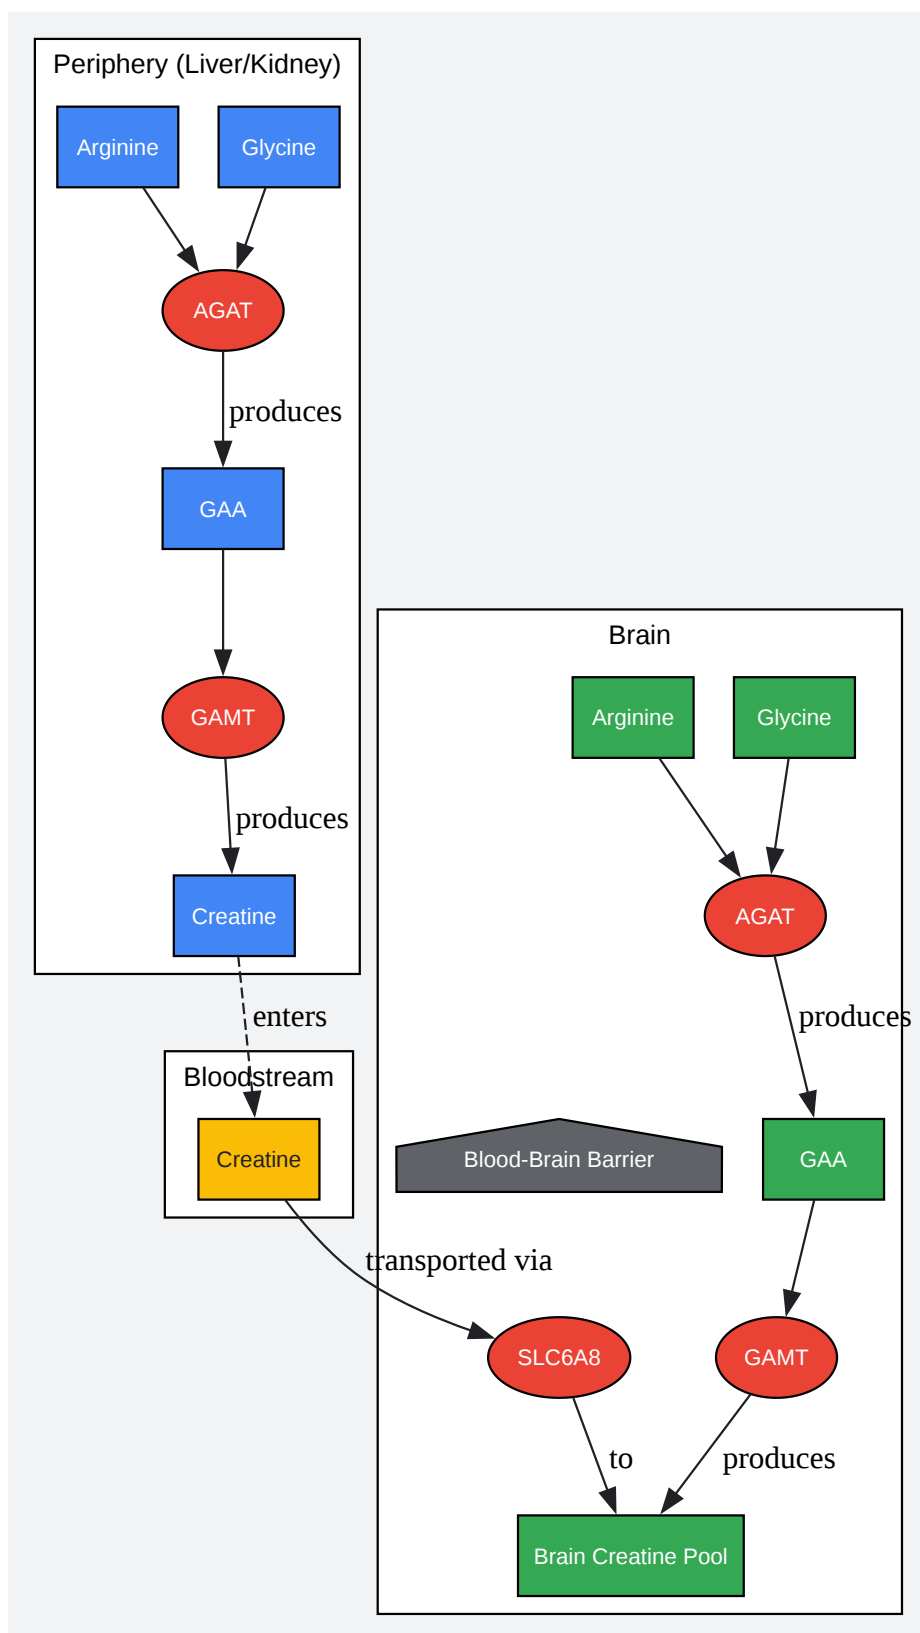 Periphery (Liver/Kidney)
Arginine
Glycine
AGAT
produces
GAA
GAMT
produces
Creatine
enters
Bloodstream
Creatine
transported via
Brain
Arginine
Glycine
AGAT
produces
Blood-Brain Barrier
GAA
SLC6A8
GAMT
to
produces
Brain Creatine Pool